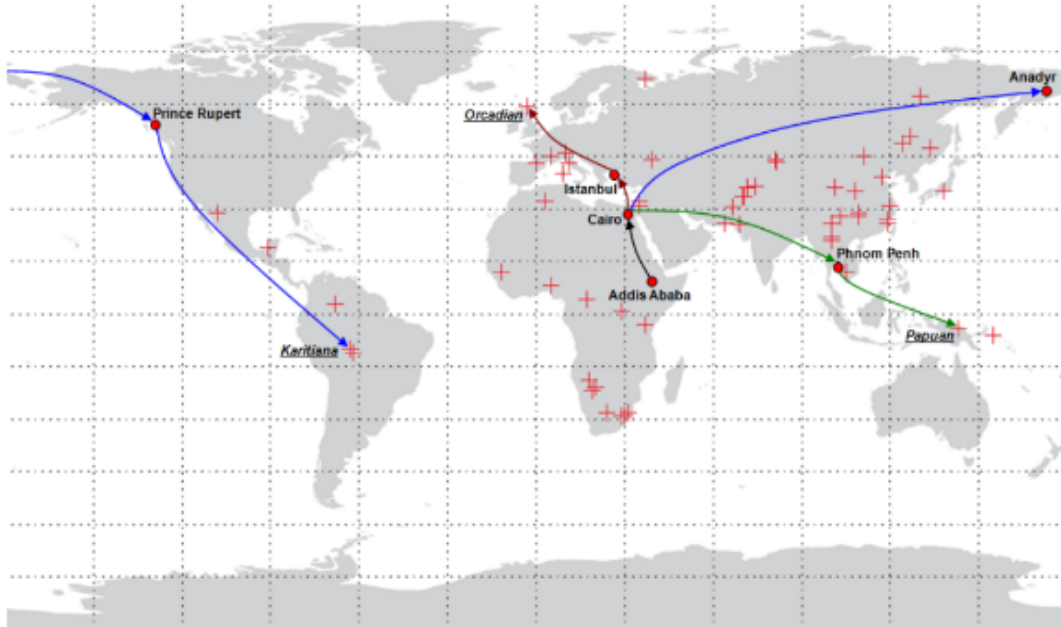 Anadyr
Prince Rupert
Orcadian
Istanbul
Cairo
Phnom Penh
Addis Ababa
Papuan
Karitiana